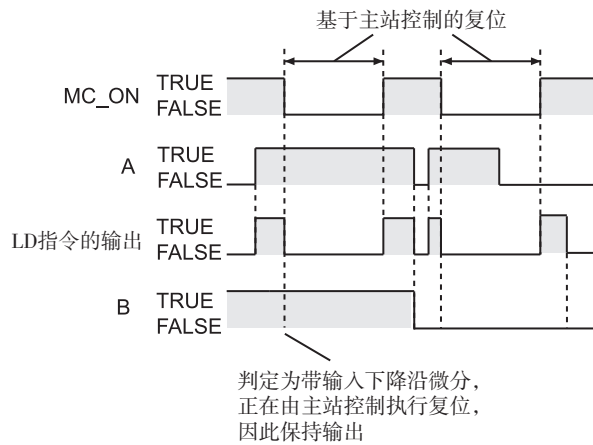 基于主站控制的复位
MC_ON
TRUE
FALSE
A
TRUE
FALSE
LD指令的输出
TRUE
FALSE
B
TRUE
FALSE
判定为带输入下降沿微分，
正在由主站控制执行复位，
因此保持输出